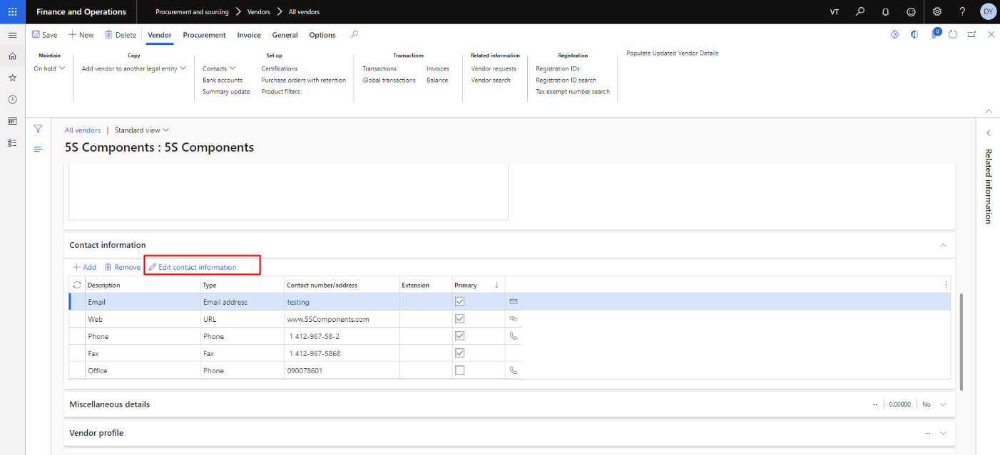 Finance and Operations
Procurement and sourcing > Vendors > All vendors
VT
?
DY
Save
New
Delete
Vendor
Procurement
Invoice
General
Options
0
Maintain
On hold
Copy
Add vendor to another legal entity
Set up
Contacts
Bank accounts
Summary update
Certifications
Purchase orders with retention
Product filters
Transactions
Transactions
Global transactions
Invoices
Balance
Related information
Vendor requests
Vendor search
Registration
Registration IDs
Registration ID search
Tax exempt number search
Populate Updated Vendor Details
All vendors | Standard view
5S Components : 5S Components
Related information
Contact information
Add
Remove
Edit contact information
Description Type Contact number/address Extension Primary
Email Email address testing
Web URL www.5SComponents.com
Phone Phone 1 412-967-58-2
Fax Fax 1 412-967-5868
Office Phone 090078601
Miscellaneous details -- 0.00000 No
Vendor profile --